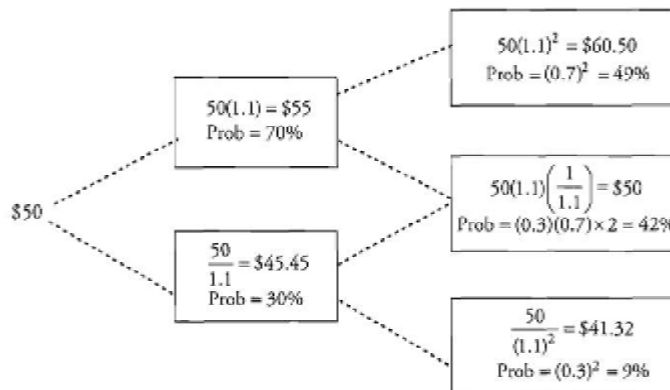 $50
50(1.1) = $55
Prob = 70%
50/1.1 = $45.45
Prob = 30%
50(1.1)² = $60.50
Prob = (0.7)² = 49%
50(1.1)(1/1.1) = $50
Prob = (0.3)(0.7) × 2 = 42%
50/(1.1)² = $41.32
Prob = (0.3)² = 9%